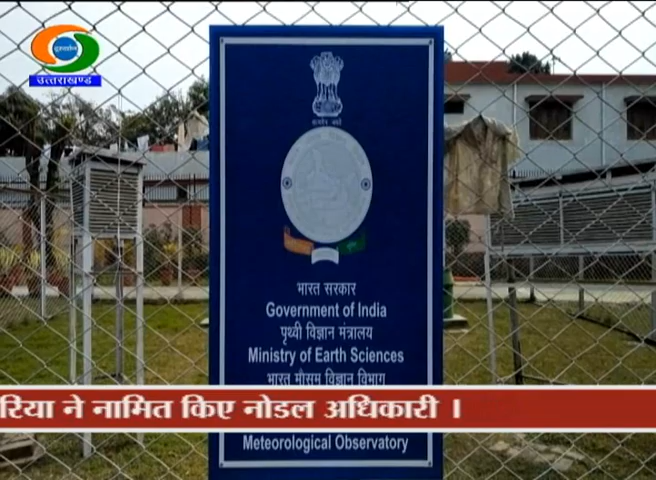 उत्तराखण्ड
भारत सरकार
Government of India
पृथ्वी विज्ञान मंत्रालय
Ministry of Earth Sciences
भारत मौसम विज्ञान विभाग
रिया ने नामित किए नोडल अधिकारी ।
Meteorological Observatory